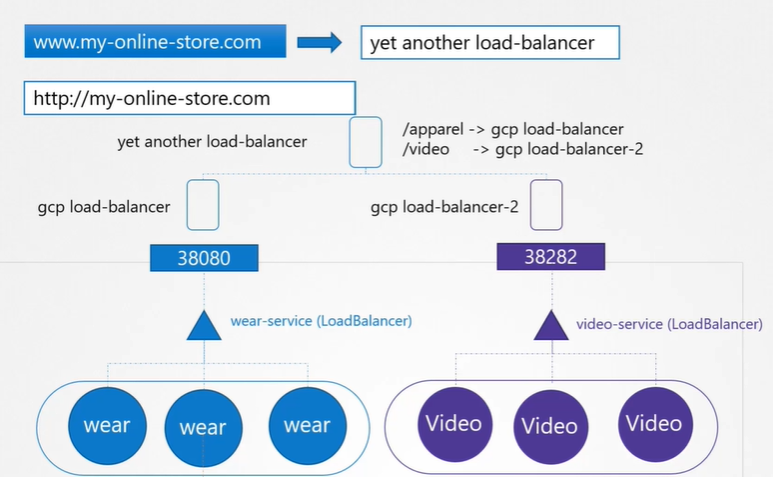 www.my-online-store.com
yet another load-balancer
http://my-online-store.com
yet another load-balancer
/apparel -> gcp load-balancer
/video -> gcp load-balancer-2
gcp load-balancer
gcp load-balancer-2
38080
38282
wear-service (LoadBalancer)
video-service (LoadBalancer)
wear
wear
wear
Video
Video
Video